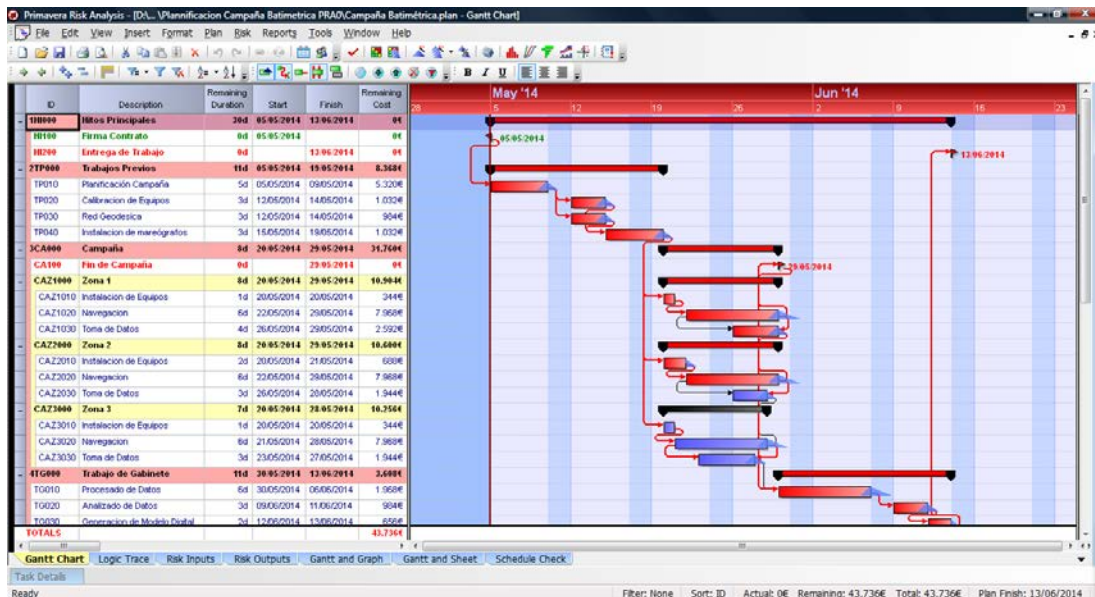 Primavera Risk Analysis - [D:\... \Plannificacion Campaña Batimetrica PRAO\Campaña Batimétrica.plan - Gantt Chart]
File Edit View Insert Format Plan Risk Reports Tools Window Help
ID Description Remaining Duration Start Finish Remaining Cost
May '14 Jun '14
28 5 12 19 26 2 9 16 23
1HI000 Hitos Principales 30d 05/05/2014 13/06/2014 0€
HI100 Firma Contrato 0d 05/05/2014 0€ 05/05/2014
HI200 Entrega de Trabajo 0d 13/06/2014 0€ 13/06/2014
2TP000 Trabajos Previos 11d 05/05/2014 19/05/2014 8.368€
TP010 Planificación Campaña 5d 05/05/2014 09/05/2014 5.320€
TP020 Calibracion de Equipos 3d 12/05/2014 14/05/2014 1.032€
TP030 Red Geodesica 3d 12/05/2014 14/05/2014 984€
TP040 Instalacion de mareógrafos 3d 15/05/2014 19/05/2014 1.032€
3CA000 Campaña 8d 20/05/2014 29/05/2014 31.760€
CA100 Fin de Campaña 0d 29/05/2014 0€ 29/05/2014
CAZ1000 Zona 1 8d 20/05/2014 29/05/2014 10.904€
CAZ1010 Instalacion de Equipos 1d 20/05/2014 20/05/2014 344€
CAZ1020 Navegacion 6d 22/05/2014 29/05/2014 7.968€
CAZ1030 Toma de Datos 4d 26/05/2014 29/05/2014 2.592€
CAZ2000 Zona 2 8d 20/05/2014 29/05/2014 10.600€
CAZ2010 Instalacion de Equipos 2d 20/05/2014 21/05/2014 688€
CAZ2020 Navegacion 6d 22/05/2014 29/05/2014 7.968€
CAZ2030 Toma de Datos 3d 26/05/2014 28/05/2014 1.944€
CAZ3000 Zona 3 7d 20/05/2014 28/05/2014 10.256€
CAZ3010 Instalacion de Equipos 1d 20/05/2014 20/05/2014 344€
CAZ3020 Navegacion 6d 21/05/2014 28/05/2014 7.968€
CAZ3030 Toma de Datos 3d 23/05/2014 27/05/2014 1.944€
4TG000 Trabajo de Gabinete 11d 30/05/2014 13/06/2014 3.608€
TG010 Procesado de Datos 6d 30/05/2014 06/06/2014 1.968€
TG020 Analizado de Datos 3d 09/06/2014 11/06/2014 984€
TG030 Generacion de Modelo Digital 2d 12/06/2014 13/06/2014 656€
TOTALS 43.736€
Gantt Chart Logic Trace Risk Inputs Risk Outputs Gantt and Graph Gantt and Sheet Schedule Check
Task Details
Ready Filter: None Sort: ID Actual: 0€ Remaining: 43.736€ Total: 43.736€ Plan Finish: 13/06/2014